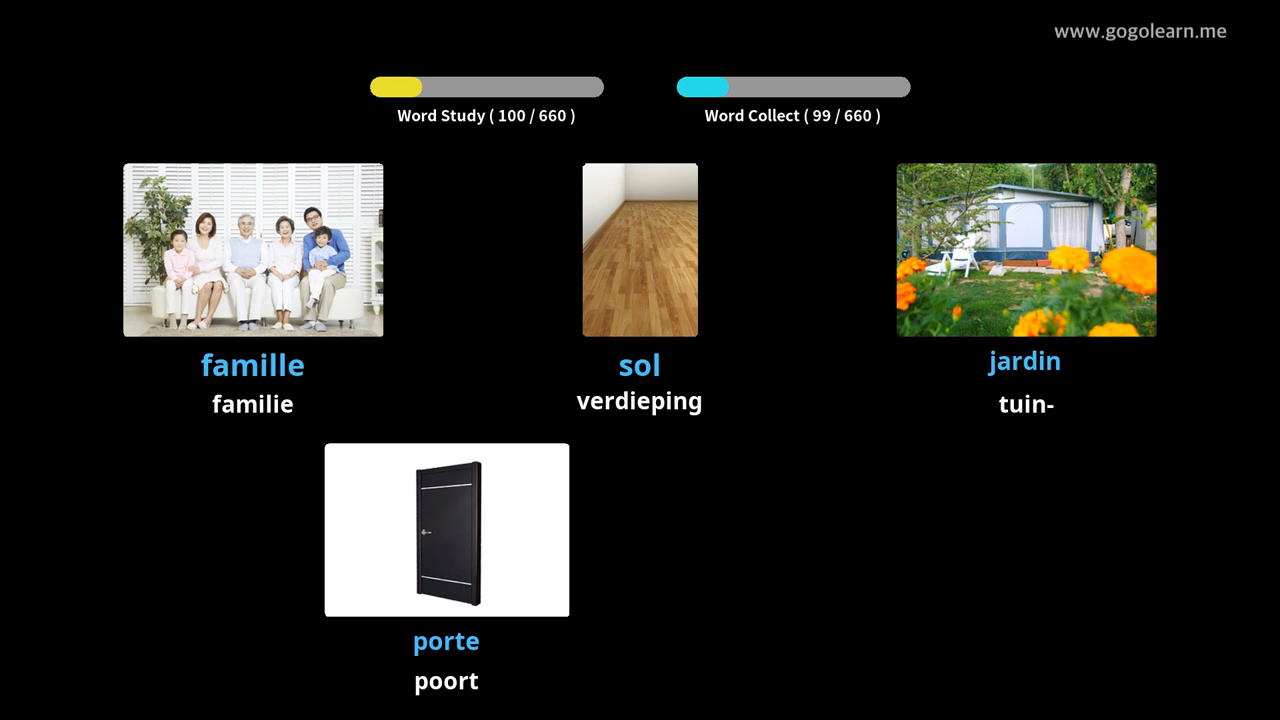 www.gogolearn.me
Word Study ( 100 / 660 )
Word Collect ( 99 / 660 )
famille
familie
sol
verdieping
jardin
tuin-
porte
poort